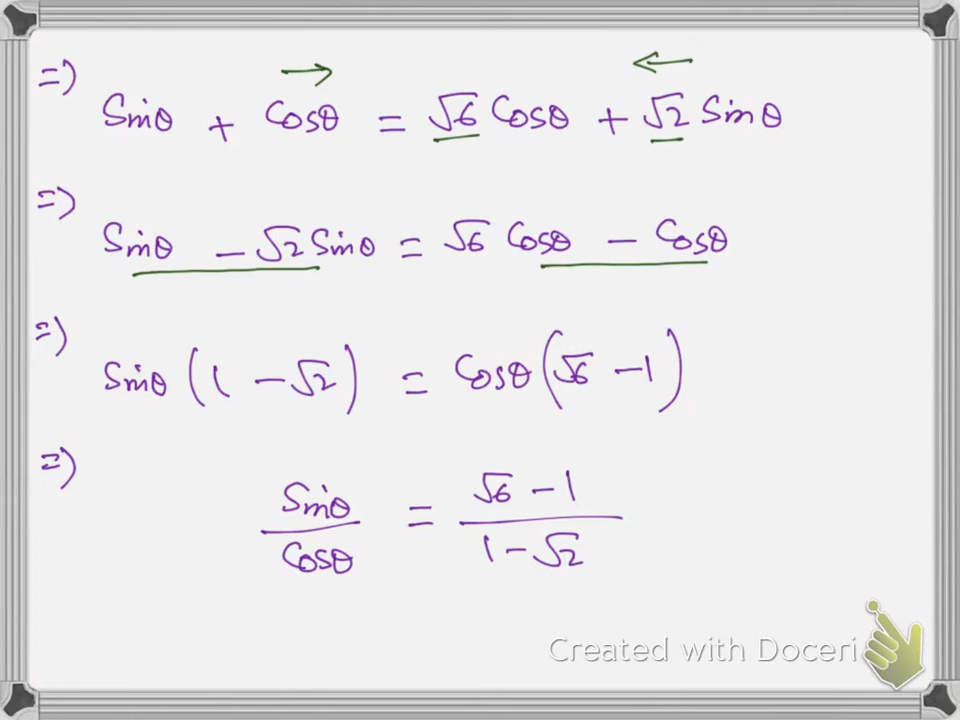 =) Sinθ + Cosθ = √6 Cosθ + √2 Sinθ
=) Sinθ - √2 Sinθ = √6 Cosθ - Cosθ
=) Sinθ (1 - √2) = Cosθ (√6 - 1)
=) Sinθ/Cosθ = √6 - 1/1 - √2
Created with Doceri